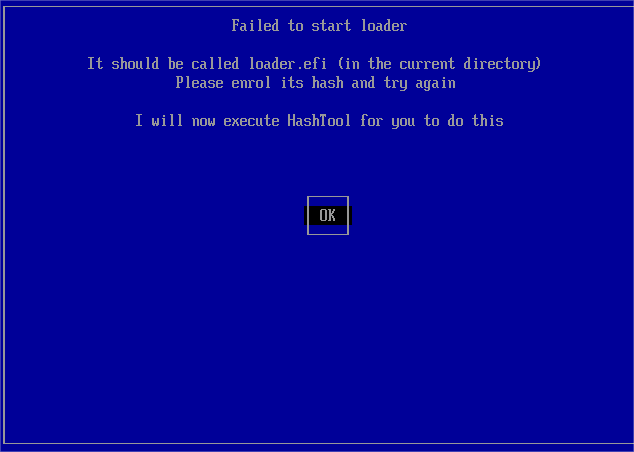 Failed to start loader
It should be called loader.efi (in the current directory)
Please enrol its hash and try again
I will now execute HashTool for you to do this
OK